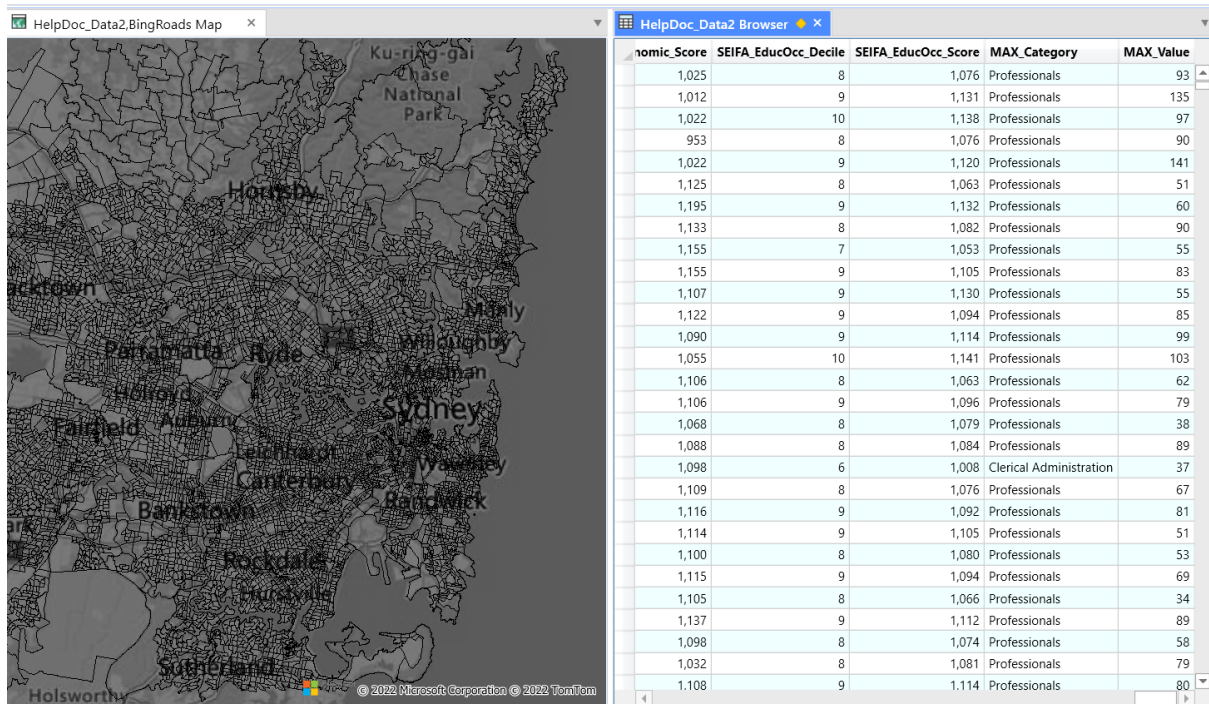 HelpDoc_Data2,BingRoads Map ×
Ku-ring-gai
Chase
National
Park
Hornsby
acktown
Manly
Parramatta
Ryde
Willoughby
Mosman
Holroyd
Sydney
Fairfield
Auburn
Leichhardt
Waverley
Canterbury
Randwick
Bankstown
Rockdale
Hurstville
Sutherland
Holsworthy
© 2022 Microsoft Corporation © 2022 TomTom
HelpDoc_Data2 Browser ×
nomic_Score SEIFA_EducOcc_Decile SEIFA_EducOcc_Score MAX_Category MAX_Value
1,025 8 1,076 Professionals 93
1,012 9 1,131 Professionals 135
1,022 10 1,138 Professionals 97
953 8 1,076 Professionals 90
1,022 9 1,120 Professionals 141
1,125 8 1,063 Professionals 51
1,195 9 1,132 Professionals 60
1,133 8 1,082 Professionals 90
1,155 7 1,053 Professionals 55
1,155 9 1,105 Professionals 83
1,107 9 1,130 Professionals 55
1,122 9 1,094 Professionals 85
1,090 9 1,114 Professionals 99
1,055 10 1,141 Professionals 103
1,106 8 1,063 Professionals 62
1,106 9 1,096 Professionals 79
1,068 8 1,079 Professionals 38
1,088 8 1,084 Professionals 89
1,098 6 1,008 Clerical Administration 37
1,109 8 1,076 Professionals 67
1,116 9 1,092 Professionals 81
1,114 9 1,105 Professionals 51
1,100 8 1,080 Professionals 53
1,115 9 1,094 Professionals 69
1,105 8 1,066 Professionals 34
1,137 9 1,112 Professionals 89
1,098 8 1,074 Professionals 58
1,032 8 1,081 Professionals 79
1,108 9 1,114 Professionals 80